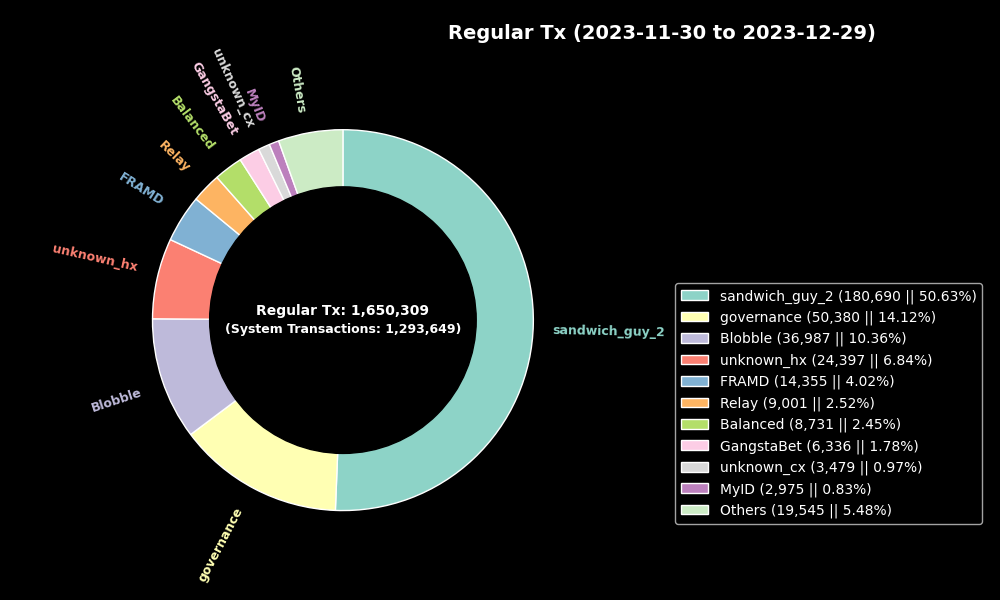 Regular Tx (2023-11-30 to 2023-12-29)
Others
MyID
unknown_cx
GangstaBet
Balanced
Relay
FRAMD
unknown_hx
Blobble
governance
sandwich_guy_2
Regular Tx: 1,650,309
(System Transactions: 1,293,649)
sandwich_guy_2 (180,690 || 50.63%)
governance (50,380 || 14.12%)
Blobble (36,987 || 10.36%)
unknown_hx (24,397 || 6.84%)
FRAMD (14,355 || 4.02%)
Relay (9,001 || 2.52%)
Balanced (8,731 || 2.45%)
GangstaBet (6,336 || 1.78%)
unknown_cx (3,479 || 0.97%)
MyID (2,975 || 0.83%)
Others (19,545 || 5.48%)